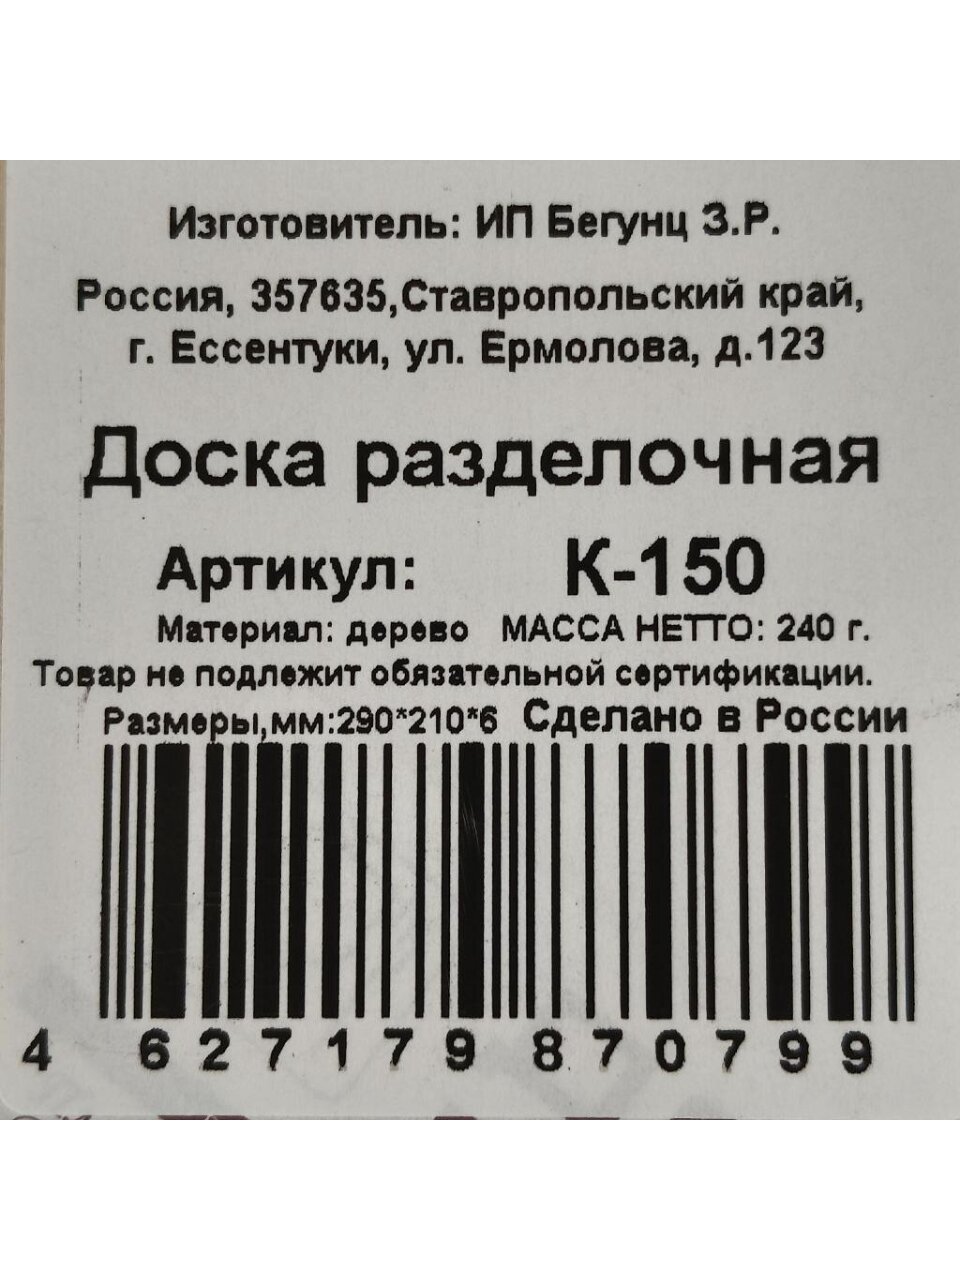 Изготовитель: ИП Бегунц З.Р.
Россия, 357635,Ставропольский край,
г. Ессентуки, ул. Ермолова, д.123
Доска разделочная
Артикул: К-150
Материал: дерево МАССА НЕТТО: 240 г.
Товар не подлежит обязательной сертификации.
Размеры,мм:290*210*6 Сделано в России
4 627179 870799